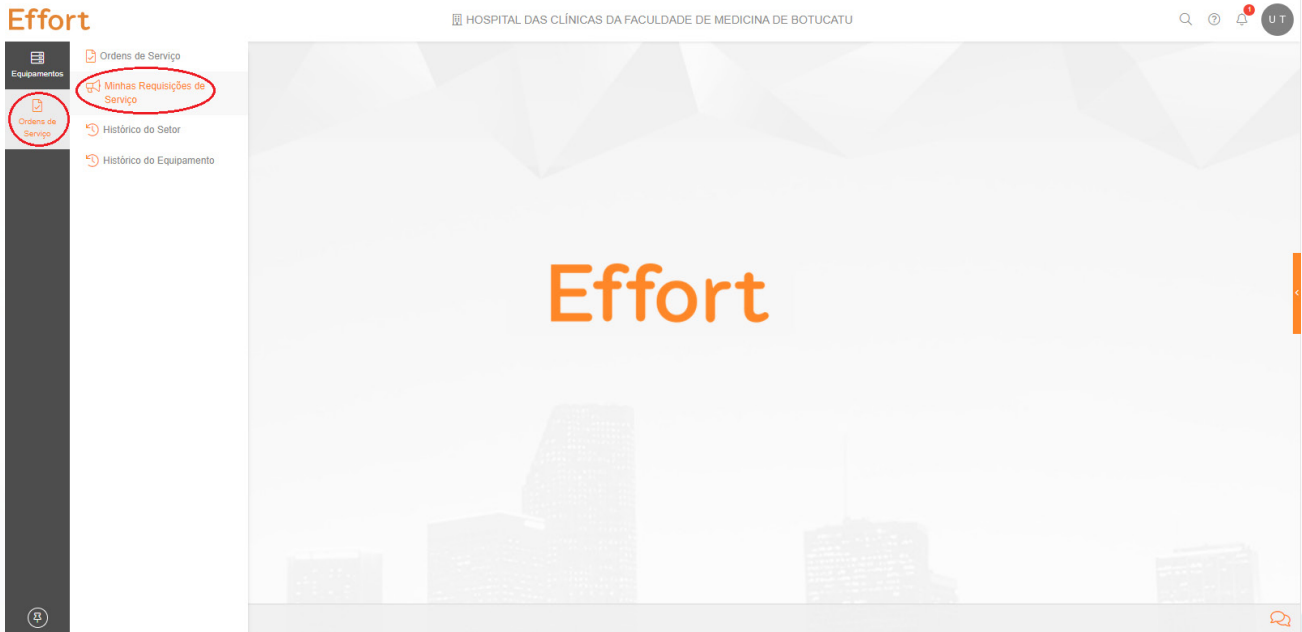 Effort
HOSPITAL DAS CLÍNICAS DA FACULDADE DE MEDICINA DE BOTUCATU
1
U T
Equipamentos
Ordens de
Serviço
Ordens de Serviço
Minhas Requisições de
Serviço
Histórico do Setor
Histórico do Equipamento
Effort